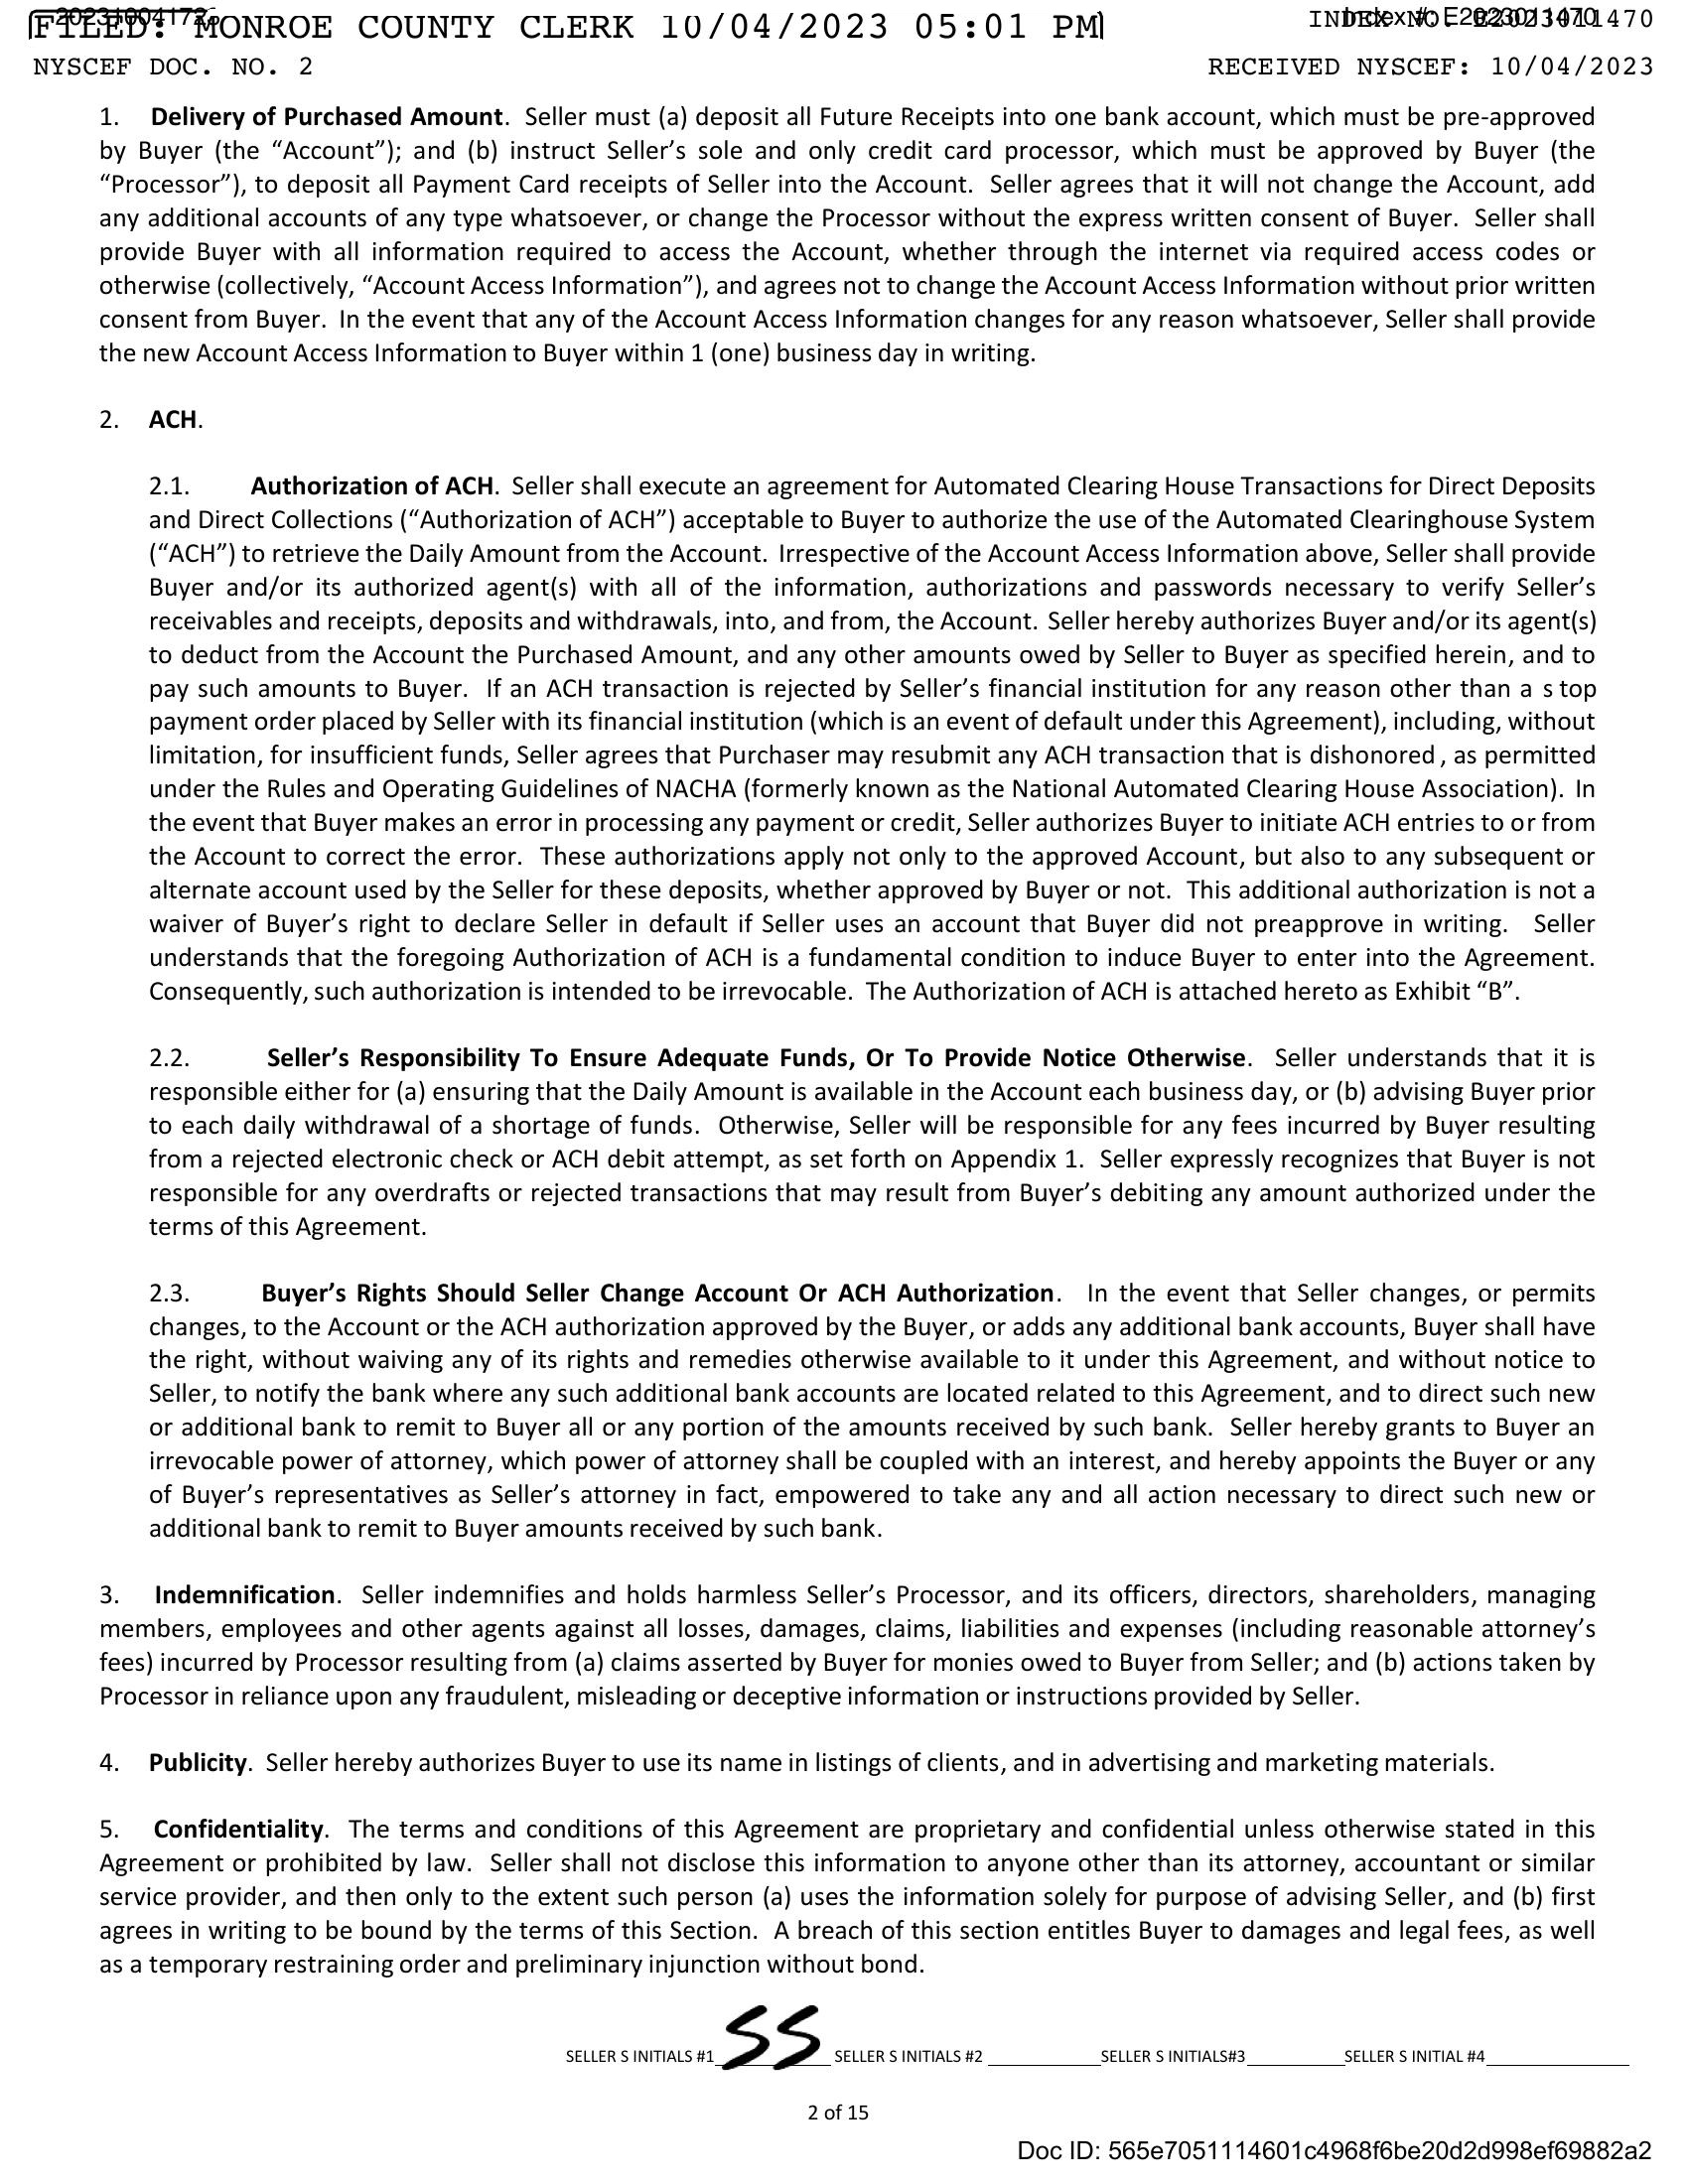 202310041726
Index #: E2023011470
FILED: MONROE COUNTY CLERK 10/04/2023 05:01 PM
INDEX NO. E2023011470
NYSCEF DOC. NO. 2
RECEIVED NYSCEF: 10/04/2023
1. Delivery of Purchased Amount. Seller must (a) deposit all Future Receipts into one bank account, which must be pre-approved
by Buyer (the “Account”); and (b) instruct Seller’s sole and only credit card processor, which must be approved by Buyer (the
“Processor”), to deposit all Payment Card receipts of Seller into the Account. Seller agrees that it will not change the Account, add
any additional accounts of any type whatsoever, or change the Processor without the express written consent of Buyer. Seller shall
provide Buyer with all information required to access the Account, whether through the internet via required access codes or
otherwise (collectively, “Account Access Information”), and agrees not to change the Account Access Information without prior written
consent from Buyer. In the event that any of the Account Access Information changes for any reason whatsoever, Seller shall provide
the new Account Access Information to Buyer within 1 (one) business day in writing.
2. ACH.
2.1. Authorization of ACH. Seller shall execute an agreement for Automated Clearing House Transactions for Direct Deposits
and Direct Collections (“Authorization of ACH”) acceptable to Buyer to authorize the use of the Automated Clearinghouse System
(“ACH”) to retrieve the Daily Amount from the Account. Irrespective of the Account Access Information above, Seller shall provide
Buyer and/or its authorized agent(s) with all of the information, authorizations and passwords necessary to verify Seller’s
receivables and receipts, deposits and withdrawals, into, and from, the Account. Seller hereby authorizes Buyer and/or its agent(s)
to deduct from the Account the Purchased Amount, and any other amounts owed by Seller to Buyer as specified herein, and to
pay such amounts to Buyer. If an ACH transaction is rejected by Seller’s financial institution for any reason other than a s top
payment order placed by Seller with its financial institution (which is an event of default under this Agreement), including, without
limitation, for insufficient funds, Seller agrees that Purchaser may resubmit any ACH transaction that is dishonored, as permitted
under the Rules and Operating Guidelines of NACHA (formerly known as the National Automated Clearing House Association). In
the event that Buyer makes an error in processing any payment or credit, Seller authorizes Buyer to initiate ACH entries to or from
the Account to correct the error. These authorizations apply not only to the approved Account, but also to any subsequent or
alternate account used by the Seller for these deposits, whether approved by Buyer or not. This additional authorization is not a
waiver of Buyer’s right to declare Seller in default if Seller uses an account that Buyer did not preapprove in writing. Seller
understands that the foregoing Authorization of ACH is a fundamental condition to induce Buyer to enter into the Agreement.
Consequently, such authorization is intended to be irrevocable. The Authorization of ACH is attached hereto as Exhibit “B”.
2.2. Seller’s Responsibility To Ensure Adequate Funds, Or To Provide Notice Otherwise. Seller understands that it is
responsible either for (a) ensuring that the Daily Amount is available in the Account each business day, or (b) advising Buyer prior
to each daily withdrawal of a shortage of funds. Otherwise, Seller will be responsible for any fees incurred by Buyer resulting
from a rejected electronic check or ACH debit attempt, as set forth on Appendix 1. Seller expressly recognizes that Buyer is not
responsible for any overdrafts or rejected transactions that may result from Buyer’s debiting any amount authorized under the
terms of this Agreement.
2.3. Buyer’s Rights Should Seller Change Account Or ACH Authorization. In the event that Seller changes, or permits
changes, to the Account or the ACH authorization approved by the Buyer, or adds any additional bank accounts, Buyer shall have
the right, without waiving any of its rights and remedies otherwise available to it under this Agreement, and without notice to
Seller, to notify the bank where any such additional bank accounts are located related to this Agreement, and to direct such new
or additional bank to remit to Buyer all or any portion of the amounts received by such bank. Seller hereby grants to Buyer an
irrevocable power of attorney, which power of attorney shall be coupled with an interest, and hereby appoints the Buyer or any
of Buyer’s representatives as Seller’s attorney in fact, empowered to take any and all action necessary to direct such new or
additional bank to remit to Buyer amounts received by such bank.
3. Indemnification. Seller indemnifies and holds harmless Seller’s Processor, and its officers, directors, shareholders, managing
members, employees and other agents against all losses, damages, claims, liabilities and expenses (including reasonable attorney’s
fees) incurred by Processor resulting from (a) claims asserted by Buyer for monies owed to Buyer from Seller; and (b) actions taken by
Processor in reliance upon any fraudulent, misleading or deceptive information or instructions provided by Seller.
4. Publicity. Seller hereby authorizes Buyer to use its name in listings of clients, and in advertising and marketing materials.
5. Confidentiality. The terms and conditions of this Agreement are proprietary and confidential unless otherwise stated in this
Agreement or prohibited by law. Seller shall not disclose this information to anyone other than its attorney, accountant or similar
service provider, and then only to the extent such person (a) uses the information solely for purpose of advising Seller, and (b) first
agrees in writing to be bound by the terms of this Section. A breach of this section entitles Buyer to damages and legal fees, as well
as a temporary restraining order and preliminary injunction without bond.
SELLER S INITIALS #1 SS SELLER S INITIALS #2 SELLER S INITIALS#3 SELLER S INITIAL #4
2 of 15
Doc ID: 565e7051114601c4968f6be20d2d998ef69882a2